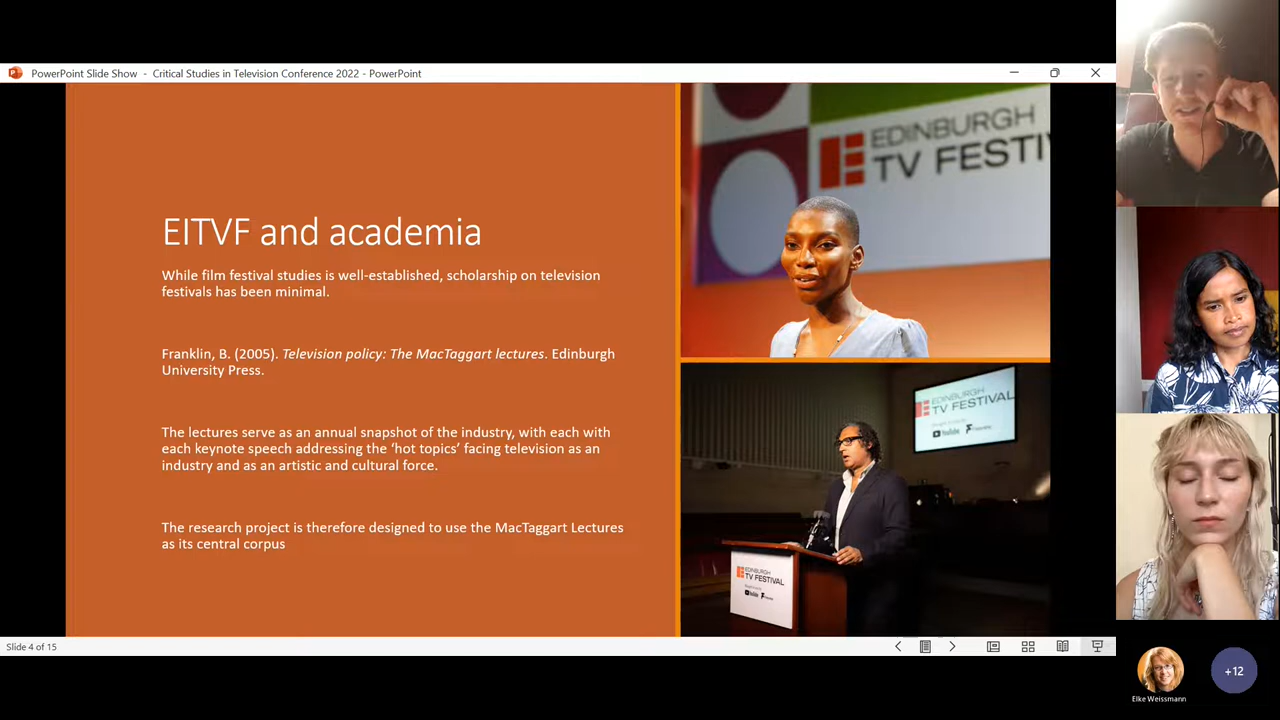 PowerPoint Slide Show - Critical Studies in Television Conference 2022 - PowerPoint
EITVF and academia
While film festival studies is well-established, scholarship on television
festivals has been minimal.
Franklin, B. (2005). Television policy: The MacTaggart lectures. Edinburgh
University Press.
The lectures serve as an annual snapshot of the industry, with each with
each keynote speech addressing the ‘hot topics’ facing television as an
industry and as an artistic and cultural force.
The research project is therefore designed to use the MacTaggart Lectures
as its central corpus
EDINBURGH
TV FESTI
EDINBURGH
TV FESTIVAL
YouTube
EDINBURGH
TV FESTIVAL
Slide 4 of 15
Elke Weissmann
+12